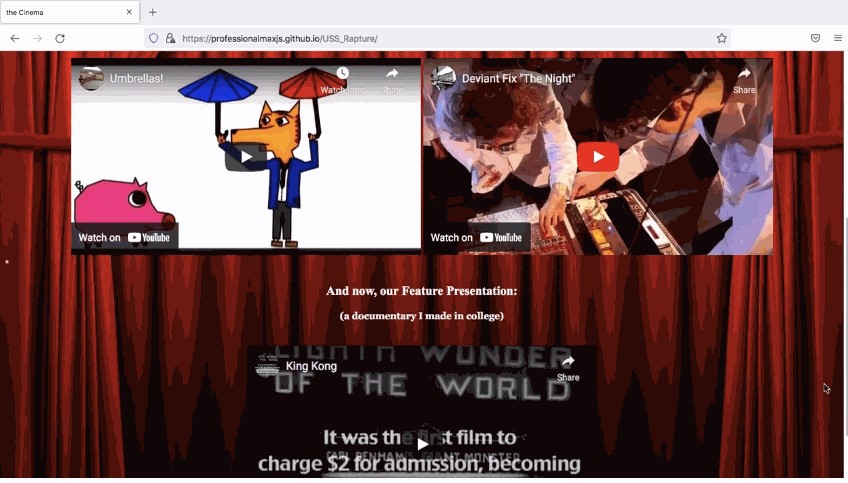 the Cinema
https://professionalmaxjs.github.io/USS_Rapture/
Umbrellas!
Watch later
Share
Watch on YouTube
Deviant Fix "The Night"
Share
Watch on YouTube
And now, our Feature Presentation:
(a documentary I made in college)
King Kong
Share
EIGHTH WONDER
OF THE WORLD
It was the first film to
CARL DENHAM'S GIANT MONSTER
charge $2 for admission, becoming